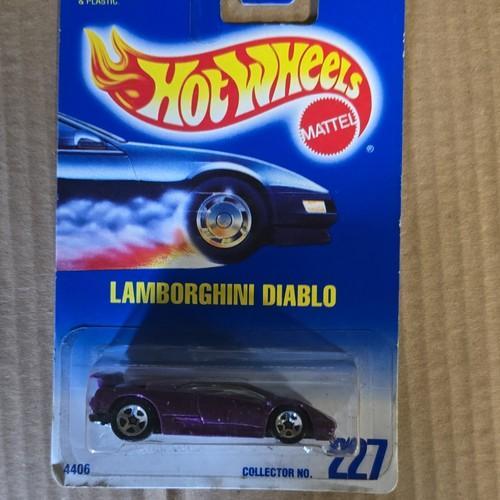 & PLASTIC
HOT WHEELS
MATTEL
®
LAMBORGHINI DIABLO
4406
COLLECTOR NO. 227